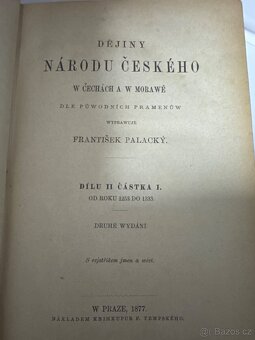 DĚJINY
NÁRODU ČESKÉHO
W ČECHÁCH A W MORAWĚ
DLE PŮWODNÍCH PRAMENŮW
WYPRAWUJE
FRANTIŠEK PALACKÝ.
DÍLU II ČÁSTKA I.
OD ROKU 1253 DO 1333.
DRUHÉ WYDÁNÍ
S rejstříkem jmen a wěcí.
W PRAZE, 1877.
NÁKLADEM KNIHKUPCE F. TEMPSKÉHO.
Sbazar.cz